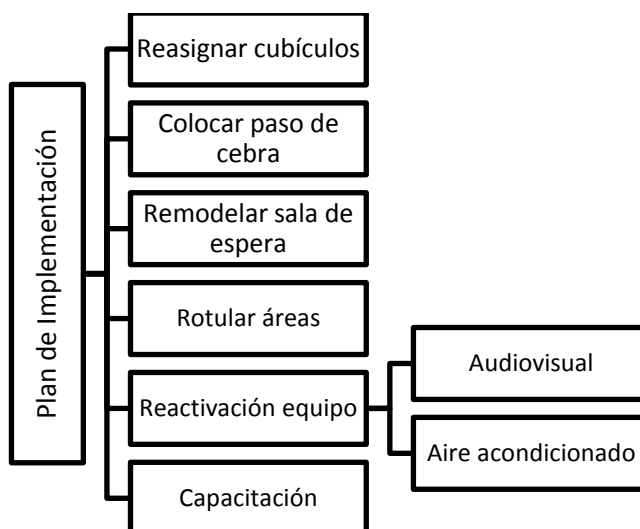 Plan de Implementación
Reasignar cubículos
Colocar paso de
cebra
Remodelar sala de
espera
Rotular áreas
Reactivación equipo
Audiovisual
Aire acondicionado
Capacitación